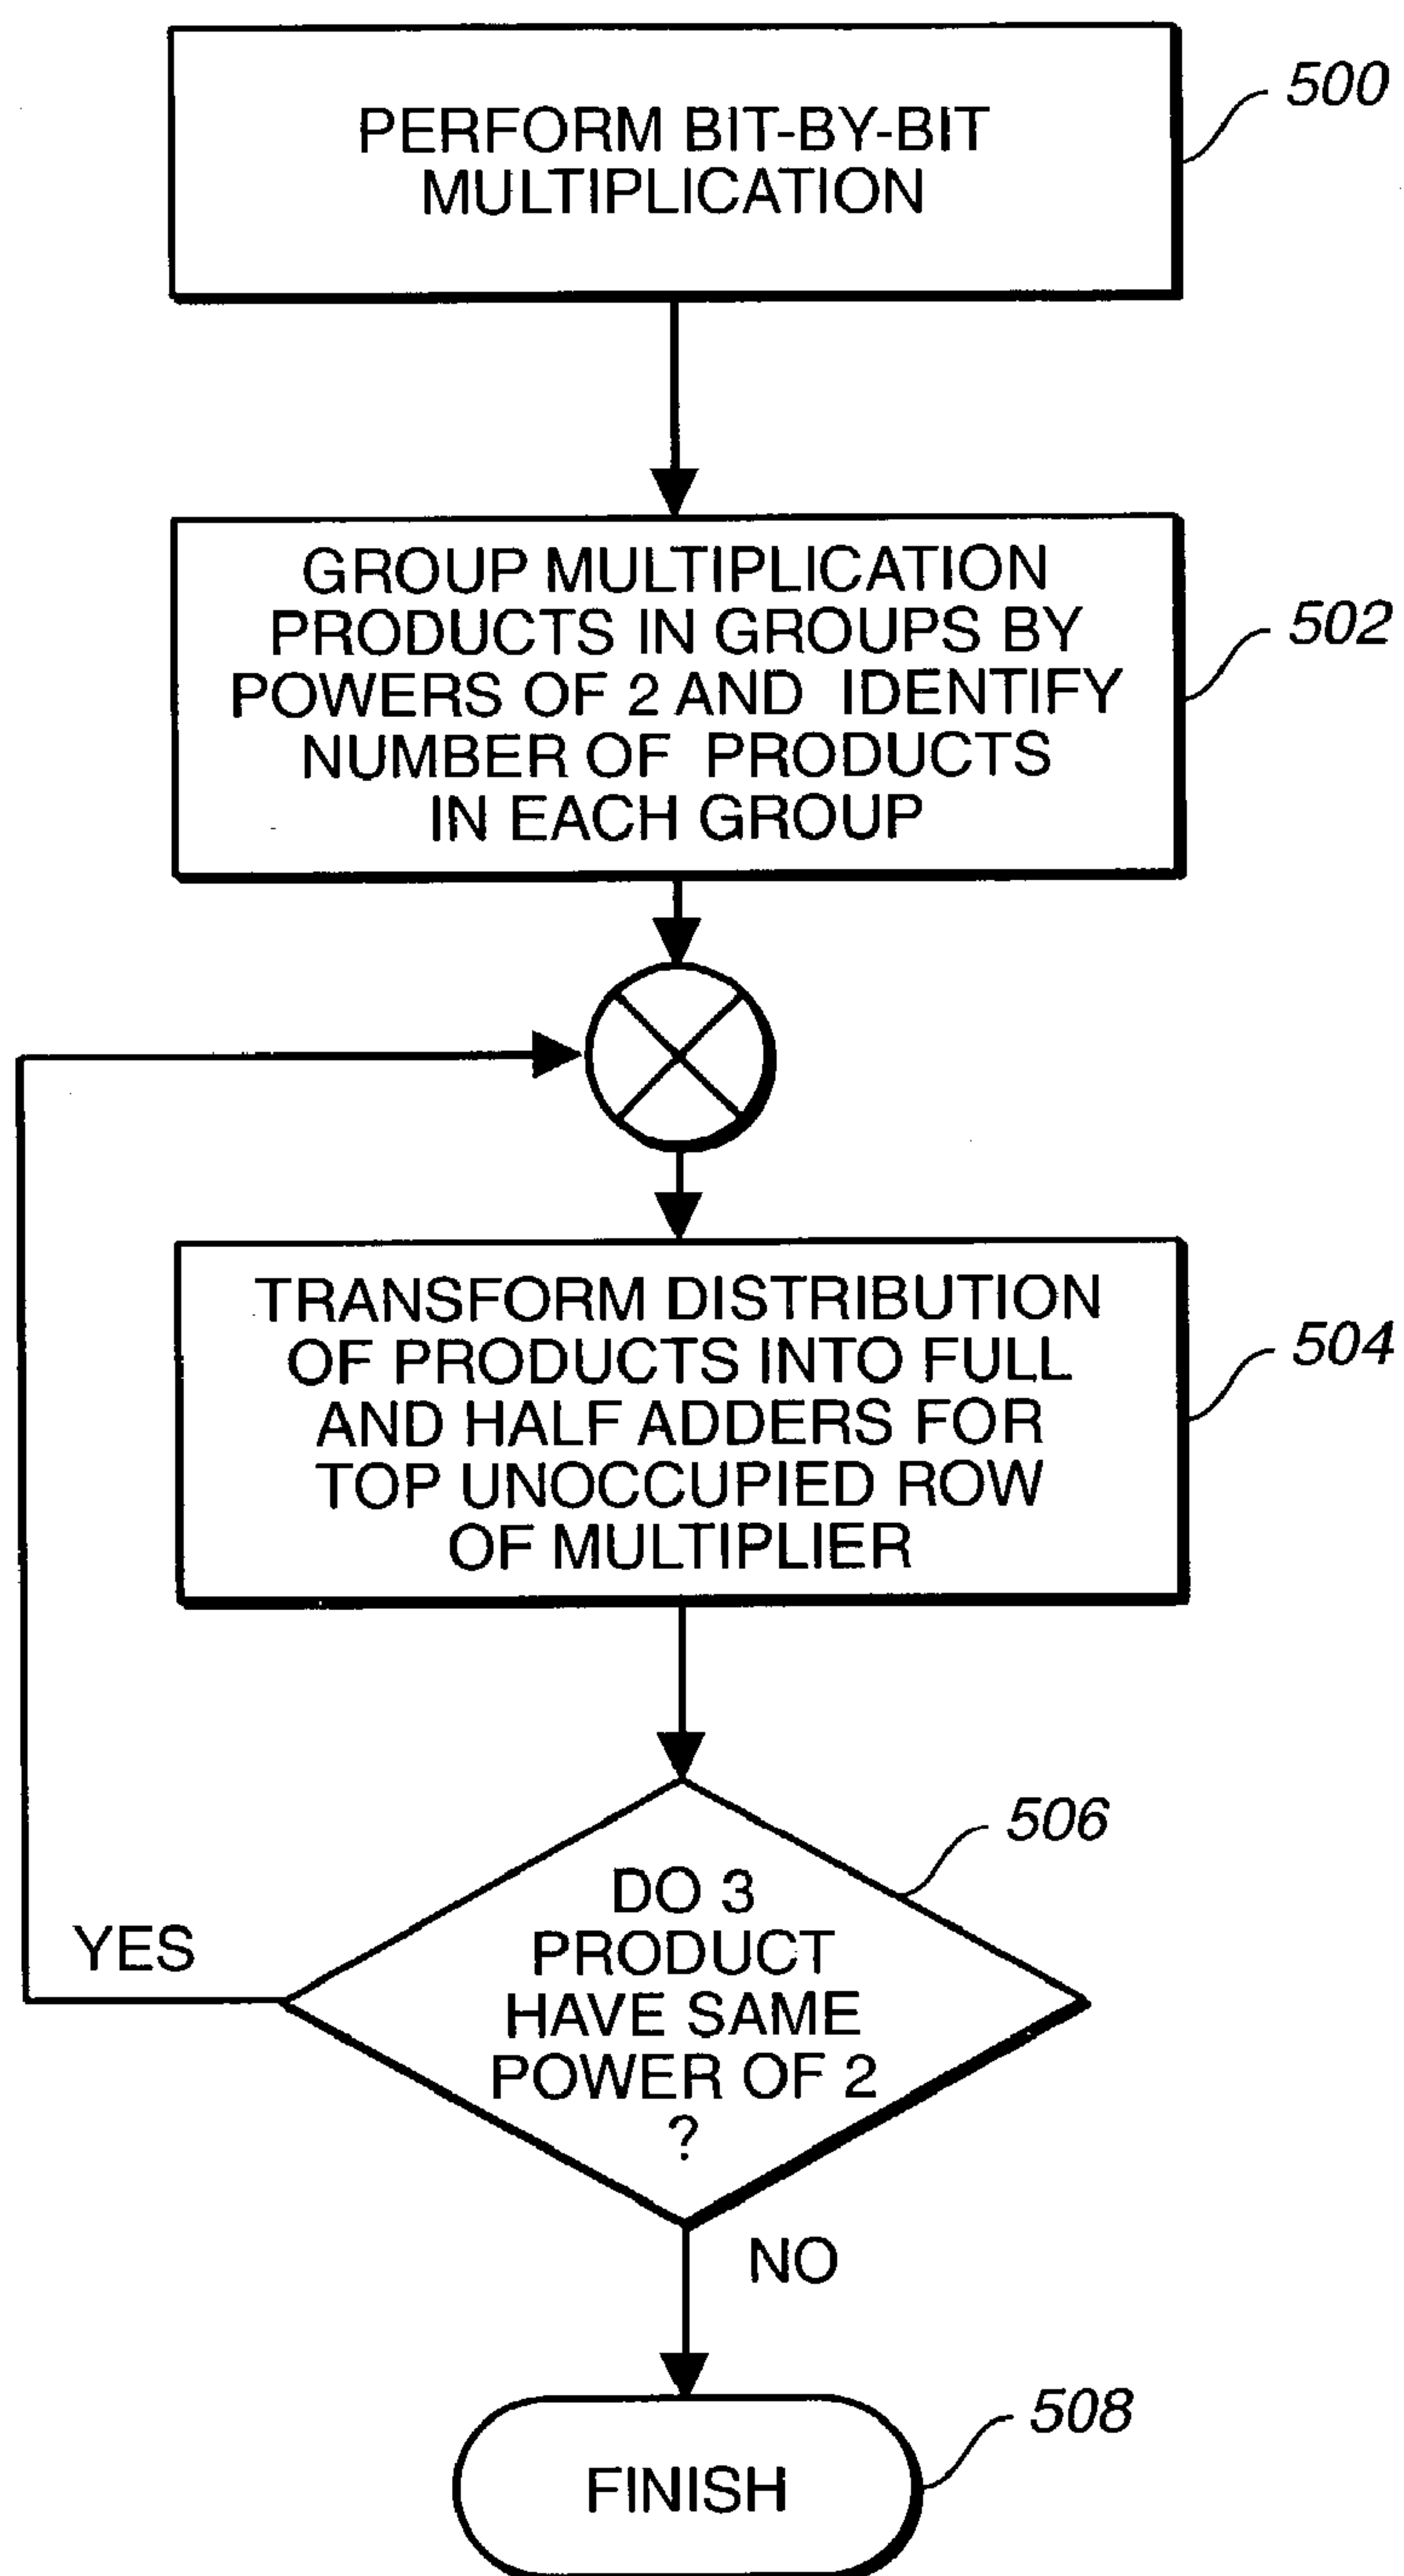 PERFORM BIT-BY-BIT
MULTIPLICATION
500
GROUP MULTIPLICATION
PRODUCTS IN GROUPS BY
POWERS OF 2 AND IDENTIFY
NUMBER OF PRODUCTS
IN EACH GROUP
502
TRANSFORM DISTRIBUTION
OF PRODUCTS INTO FULL
AND HALF ADDERS FOR
TOP UNOCCUPIED ROW
OF MULTIPLIER
504
506
DO 3
PRODUCT
HAVE SAME
POWER OF 2
?
YES
NO
508
FINISH